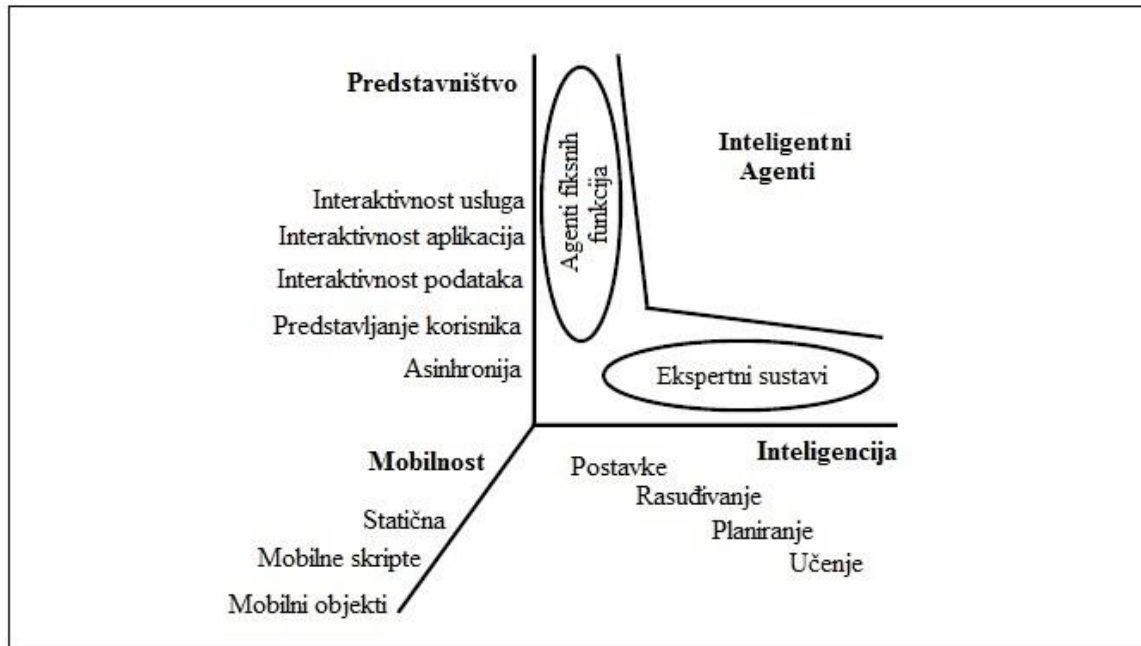 Predstavništvo
Interaktivnost usluga
Interaktivnost aplikacija
Interaktivnost podataka
Predstavljanje korisnika
Asinhronija
Agenti fiksnih
funkcija
Inteligentni
Agenti
Ekspertni sustavi
Inteligencija
Postavke
Rasuđivanje
Planiranje
Učenje
Mobilnost
Statična
Mobilne skripte
Mobilni objekti